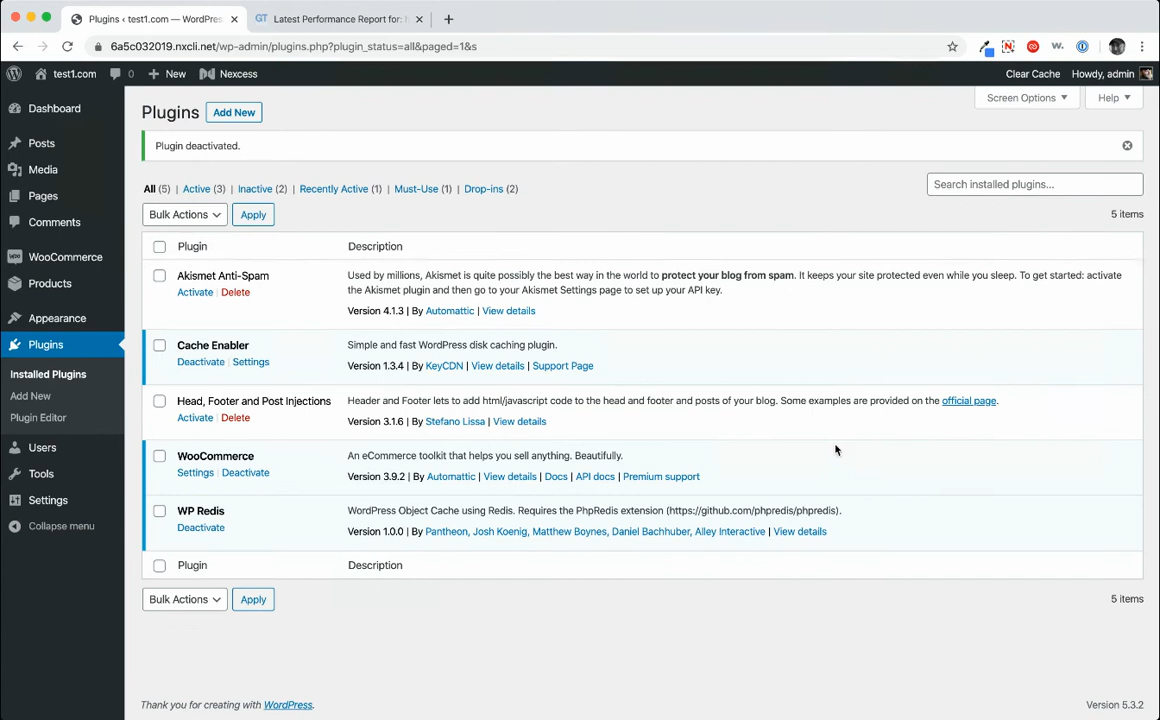 Plugins ‹ test1.com — WordPres
Latest Performance Report for:
6a5c032019.nxcli.net/wp-admin/plugins.php?plugin_status=all&paged=1&s
test1.com 0 New Nexcess Clear Cache Howdy, admin
Dashboard
Posts
Media
Pages
Comments
WooCommerce
Products
Appearance
Plugins
Installed Plugins
Add New
Plugin Editor
Users
Tools
Settings
Collapse menu
Screen Options Help
Plugins Add New
Plugin deactivated.
All (5) | Active (3) | Inactive (2) | Recently Active (1) | Must-Use (1) | Drop-ins (2)
Search installed plugins...
Bulk Actions Apply
5 items
Plugin Description
Akismet Anti-Spam
Activate | Delete
Used by millions, Akismet is quite possibly the best way in the world to protect your blog from spam. It keeps your site protected even while you sleep. To get started: activate
the Akismet plugin and then go to your Akismet Settings page to set up your API key.
Version 4.1.3 | By Automattic | View details
Cache Enabler
Deactivate | Settings
Simple and fast WordPress disk caching plugin.
Version 1.3.4 | By KeyCDN | View details | Support Page
Head, Footer and Post Injections
Activate | Delete
Header and Footer lets to add html/javascript code to the head and footer and posts of your blog. Some examples are provided on the official page.
Version 3.1.6 | By Stefano Lissa | View details
WooCommerce
Settings | Deactivate
An eCommerce toolkit that helps you sell anything. Beautifully.
Version 3.9.2 | By Automattic | View details | Docs | API docs | Premium support
WP Redis
Deactivate
WordPress Object Cache using Redis. Requires the PhpRedis extension (https://github.com/phpredis/phpredis).
Version 1.0.0 | By Pantheon, Josh Koenig, Matthew Boynes, Daniel Bachhuber, Alley Interactive | View details
Plugin Description
Bulk Actions Apply
5 items
Thank you for creating with WordPress.
Version 5.3.2